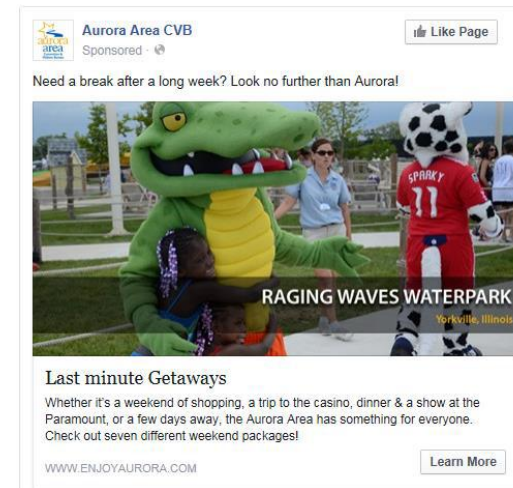 Aurora Area CVB
Like Page
Sponsored ·
aurora
area
Need a break after a long week? Look no further than Aurora!
SPARKY
11
RAGING WAVES WATERPARK
Yorkville, Illinois
Last minute Getaways
Whether it's a weekend of shopping, a trip to the casino, dinner & a show at the
Paramount, or a few days away, the Aurora Area has something for everyone.
Check out seven different weekend packages!
WWW.ENJOYAURORA.COM
Learn More